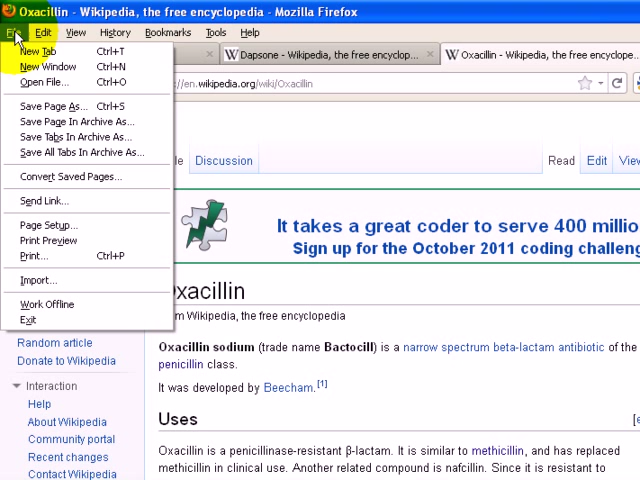 Oxacillin - Wikipedia, the free encyclopedia - Mozilla Firefox
File Edit View History Bookmarks Tools Help
New Tab Ctrl+T
New Window Ctrl+N
Open File... Ctrl+O
Save Page As... Ctrl+S
Save Page In Archive As...
Save Tabs In Archive As...
Save All Tabs In Archive As...
Convert Saved Pages...
Send Link...
Page Setup...
Print Preview
Print... Ctrl+P
Import...
Work Offline
Exit
Dapsone - Wikipedia, the free encyclop...
Oxacillin - Wikipedia, the free encyclope...
://en.wikipedia.org/wiki/Oxacillin
Discussion
Read Edit
It takes a great coder to serve 400
Sign up for the October 2011 coding
Oxacillin
Wikipedia, the free encyclopedia
Oxacillin sodium (trade name Bactocill) is a narrow spectrum beta-lactam antibiotic of the
penicillin class.
It was developed by Beecham.[1]
Uses
Oxacillin is a penicillinase-resistant β-lactam. It is similar to methicillin, and has replaced
methicillin in clinical use. Another related compound is nafcillin. Since it is resistant to
Random article
Donate to Wikipedia
Interaction
Help
About Wikipedia
Community portal
Recent changes
Contact Wikipedia